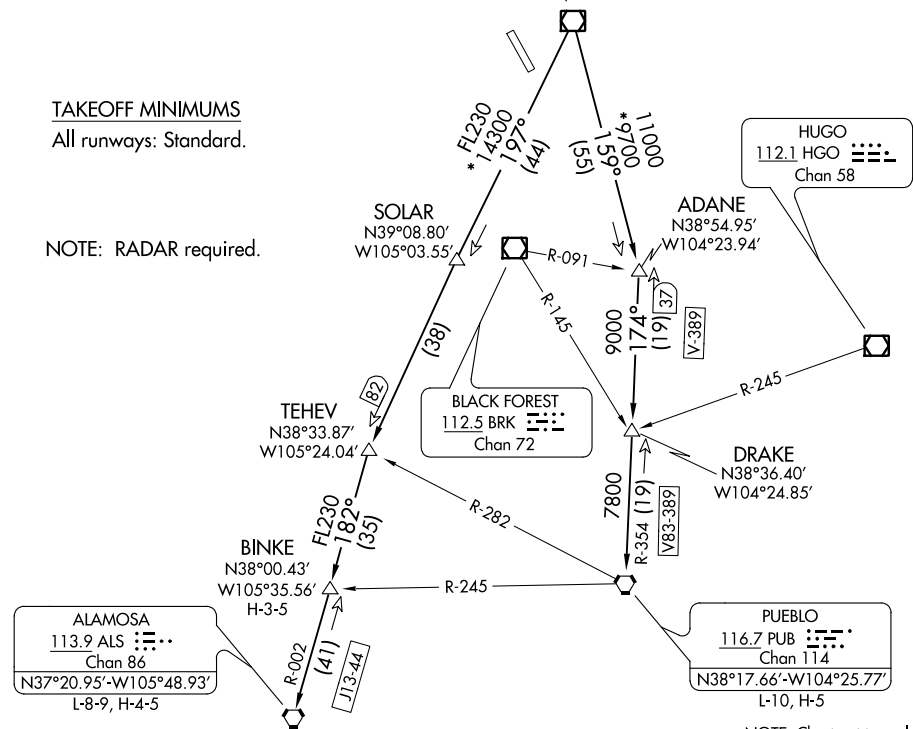 TAKEOFF MINIMUMS
All runways: Standard.
NOTE: RADAR required.
FL230
*14300
197°
(44)
11000
*9700
159°
(55)
HUGO
112.1 HGO
Chan 58
SOLAR
N39°08.80'
W105°03.55'
ADANE
N38°54.95'
W104°23.94'
R-091
R-145
(38)
82
37
9000
174°
(19)
V-389
R-245
BLACK FOREST
112.5 BRK
Chan 72
TEHEV
N38°33.87'
W105°24.04'
DRAKE
N38°36.40'
W104°24.85'
FL230
182°
(35)
R-282
7800
R-354 (19)
V83-389
BINKE
N38°00.43'
W105°35.56'
H-3-5
R-245
ALAMOSA
113.9 ALS
Chan 86
N37°20.95'-W105°48.93'
L-8-9, H-4-5
R-002
(41)
J13-44
PUEBLO
116.7 PUB
Chan 114
N38°17.66'-W104°25.77'
L-10, H-5